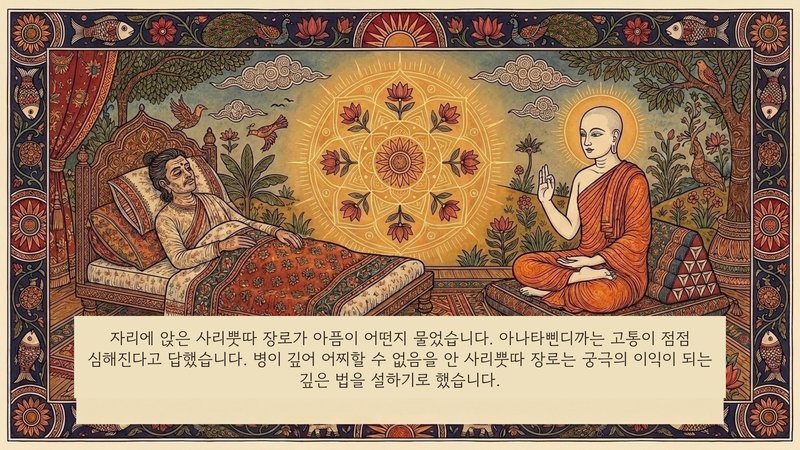 자리에 앉은 사리뿟따 장로가 아픔이 어떤지 물었습니다. 아나타삔디까는 고통이 점점
심해진다고 답했습니다. 병이 깊어 어찌할 수 없음을 안 사리뿟따 장로는 궁극의 이익이 되는
깊은 법을 설하기로 했습니다.